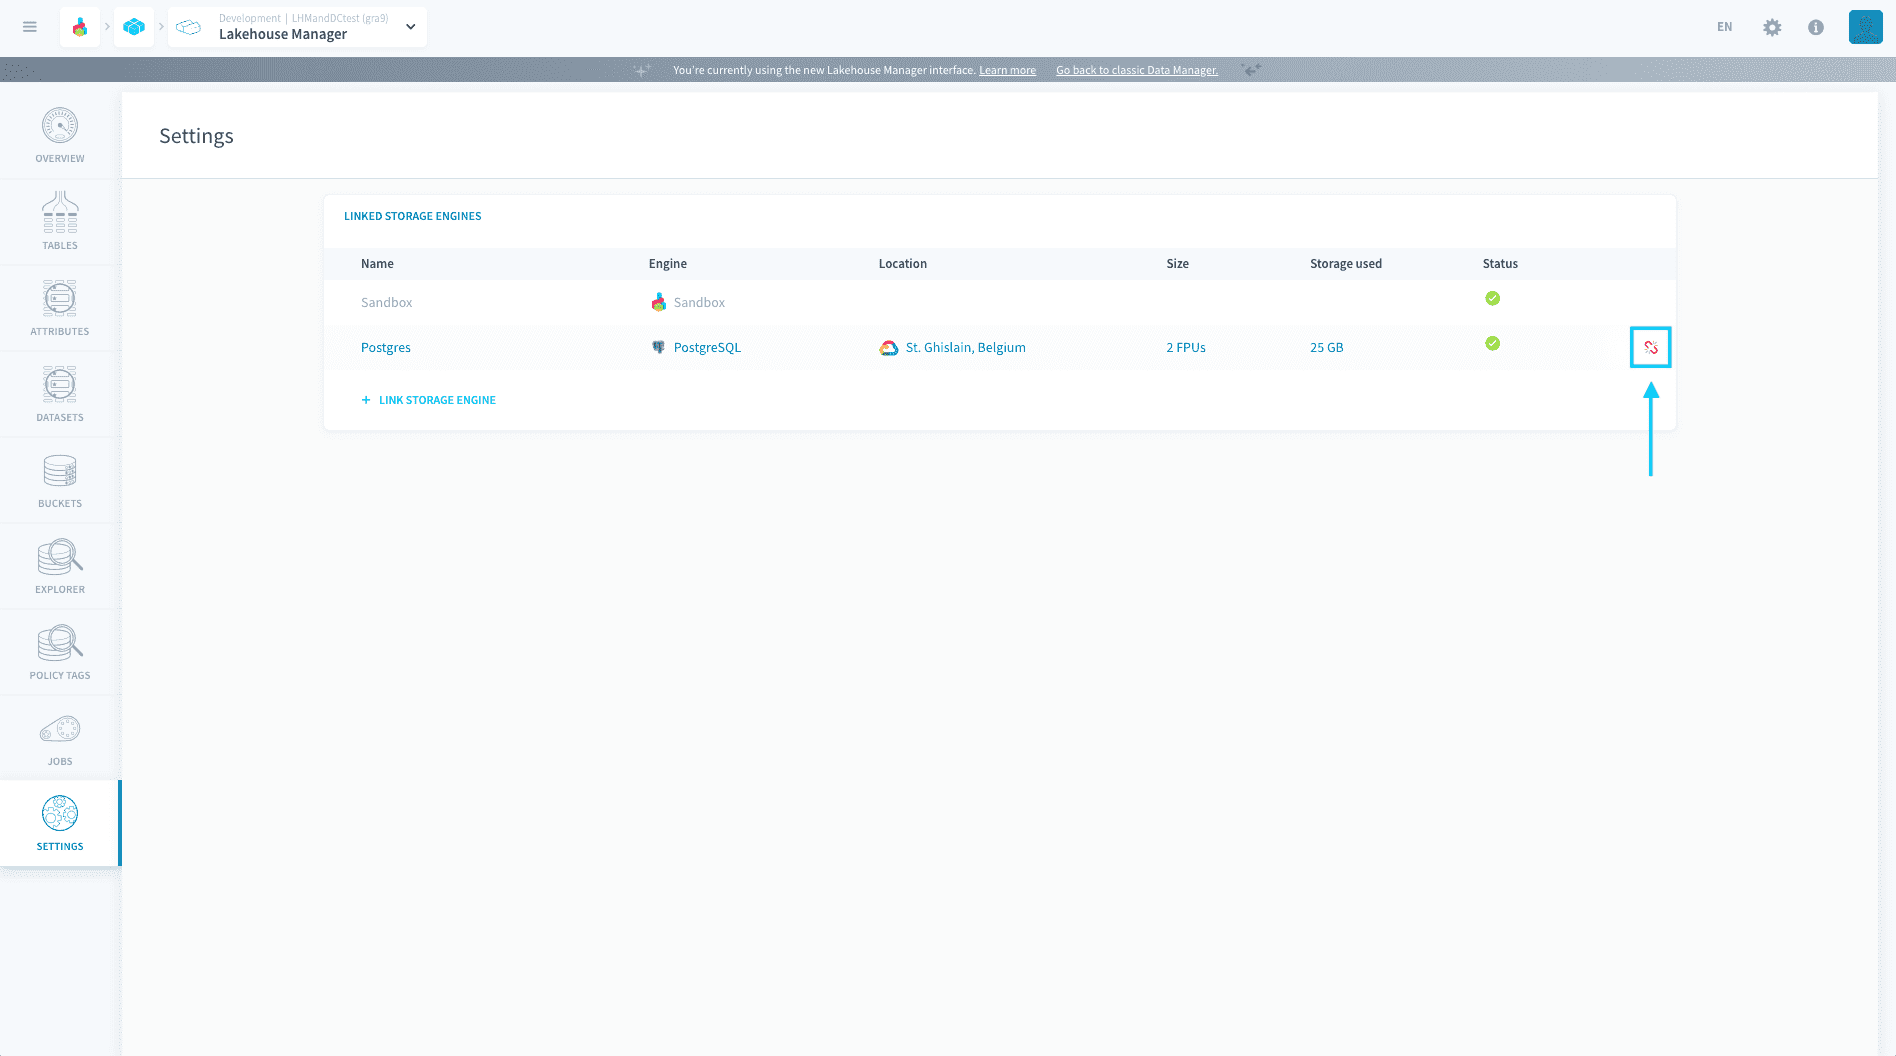 Development | LHMandDCtest (gra9)
Lakehouse Manager
EN
You're currently using the new Lakehouse Manager interface. Learn more Go back to classic Data Manager.
OVERVIEW
TABLES
ATTRIBUTES
DATASETS
BUCKETS
EXPLORER
POLICY TAGS
JOBS
SETTINGS
Settings
LINKED STORAGE ENGINES
Name Engine Location Size Storage used Status
Sandbox Sandbox
Postgres PostgreSQL St. Ghislain, Belgium 2 FPUs 25 GB
+ LINK STORAGE ENGINE